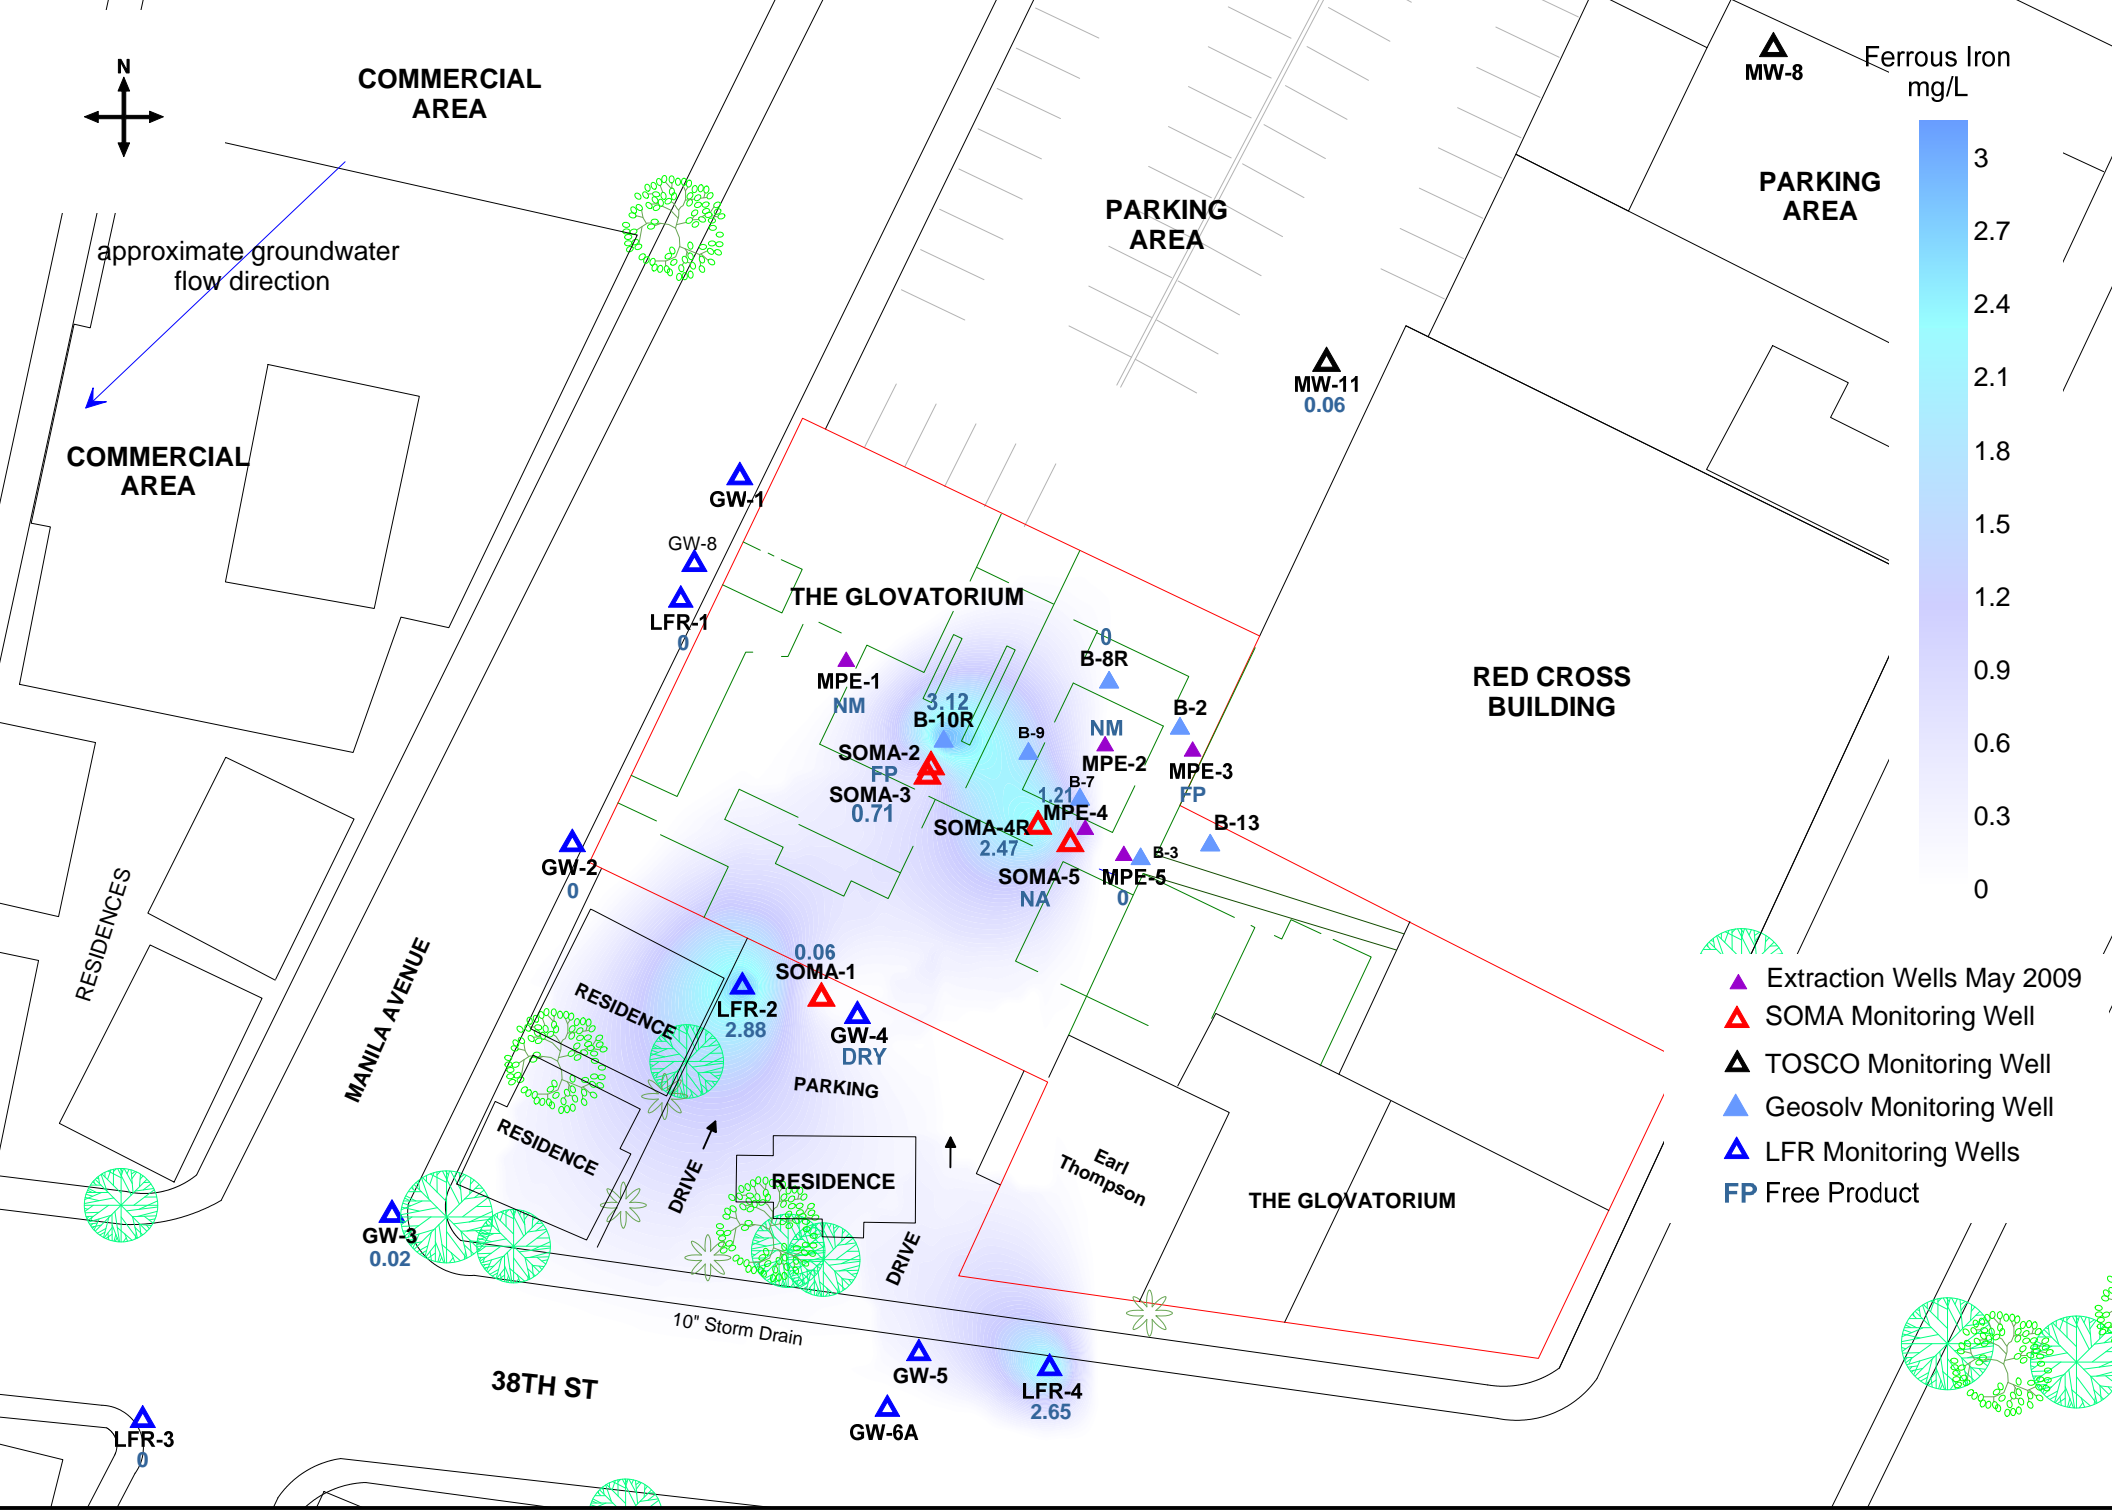 N
COMMERCIAL
AREA
approximate groundwater
flow direction
COMMERCIAL
AREA
PARKING
AREA
MW-8
PARKING
AREA
Ferrous Iron
mg/L
3
2.7
2.4
2.1
1.8
1.5
1.2
0.9
0.6
0.3
0
MW-11
0.06
GW-1
GW-8
LFR-1
0
THE GLOVATORIUM
MPE-1
NM
3.12
B-10R
SOMA-2
FP
SOMA-3
0.71
B-9
0
B-8R
NM
MPE-2
B-2
MPE-3
FP
B-7
1.21
MPE-4
SOMA-4R
2.47
SOMA-5
NA
B-3
MPE-5
0
B-13
RED CROSS
BUILDING
GW-2
0
RESIDENCES
MANILA AVENUE
RESIDENCE
LFR-2
2.88
0.06
SOMA-1
GW-4
DRY
PARKING
RESIDENCE
DRIVE
RESIDENCE
DRIVE
Earl
Thompson
THE GLOVATORIUM
GW-3
0.02
10" Storm Drain
38TH ST
GW-5
GW-6A
LFR-4
2.65
LFR-3
0
Extraction Wells May 2009
SOMA Monitoring Well
TOSCO Monitoring Well
Geosolv Monitoring Well
LFR Monitoring Wells
FP Free Product